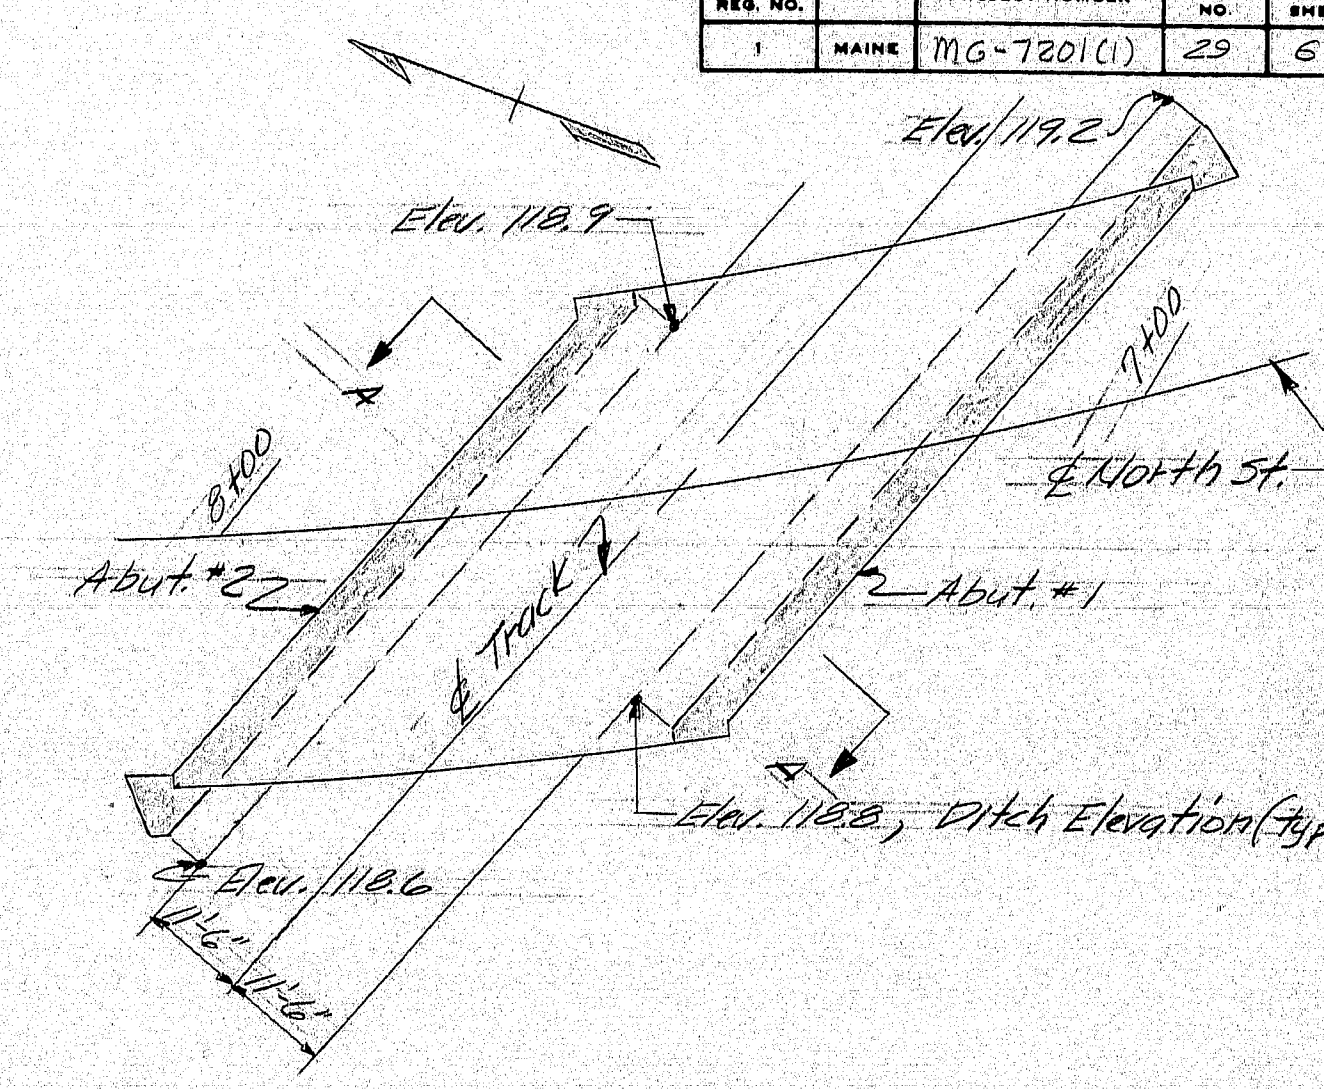 REG. NO.
NO
1 MAINE MG-7201(1) 29 6
Elev. 119.2
Elev. 118.9
7+00
A
8+00
℄ North St.
Abut. #2
℄ Track
Abut. #1
A
Elev. 118.8, Ditch Elevation (typ
Elev. 118.6
11'-6"
11'-6"